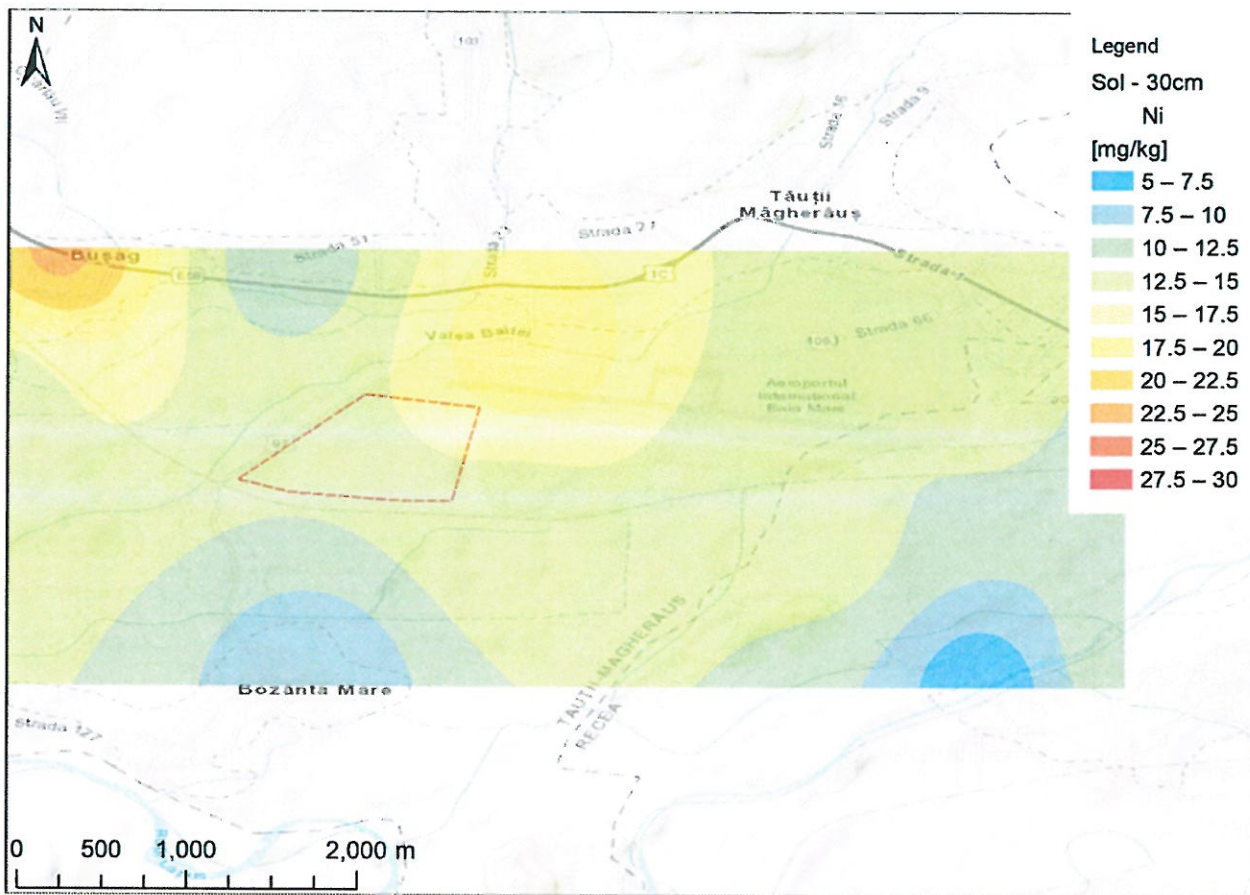 N
Legend
Sol - 30cm
Ni
[mg/kg]
5 – 7.5
7.5 – 10
10 – 12.5
12.5 – 15
15 – 17.5
17.5 – 20
20 – 22.5
22.5 – 25
25 – 27.5
27.5 – 30
Strada 16
Strada 9
Tăuții
Măgherăuș
Strada 27
Strada 51
Bușag
E58
1C
Strada-1
Valea Baiței
Strada 66
Aeroportul
Internațional
Baia Mare
Bozânta Mare
TĂUȚII-MĂGHERĂUȘ
RECEA
Strada 127
0 500 1,000 2,000 m